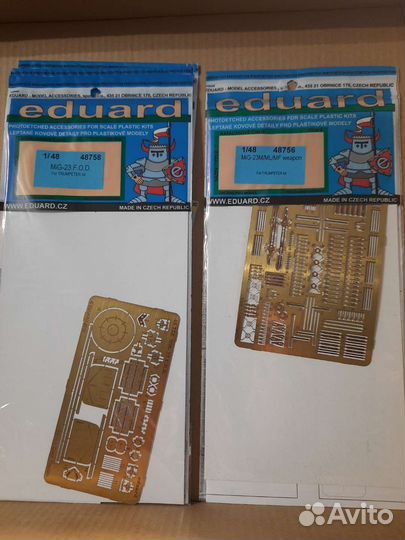 EDUARD - MODEL ACCESSORIES, 435 21 OBRNICE 170, CZECH REPUBLIC
eduard
PHOTOETCHED ACCESSORIES FOR SCALE PLASTIC KITS
LEPTANÉ KOVOVÉ DETAILY PRO PLASTIKOVÉ MODELY
1/48 48758
MiG-23 F.O.D.
For TRUMPETER kit
WWW.EDUARD.CZ
MADE IN CZECH REPUBLIC
EDUARD - MODEL ACCESSORIES, 435 21 OBRNICE 170, CZECH REPUBLIC
eduard
PHOTOETCHED ACCESSORIES FOR SCALE PLASTIC KITS
LEPTANÉ KOVOVÉ DETAILY PRO PLASTIKOVÉ MODELY
1/48 48756
MiG-23M/ML/MF weapon
For TRUMPETER kit
WWW.EDUARD.CZ
MADE IN CZECH REPUBLIC
Avito